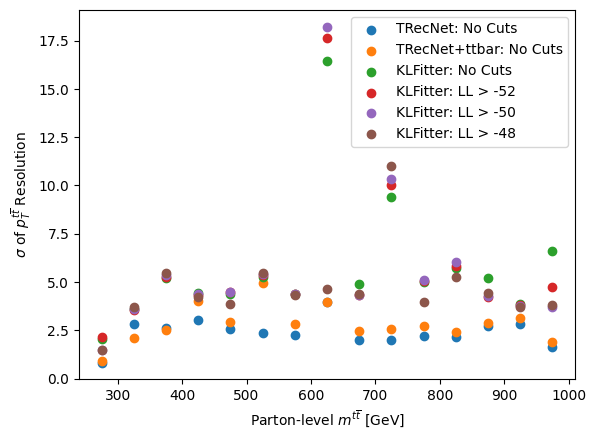 17.5
15.0
12.5
10.0
7.5
5.0
2.5
0.0
σ of $p_T^{t\overline{t}}$ Resolution
TRecNet: No Cuts
TRecNet+ttbar: No Cuts
KLFitter: No Cuts
KLFitter: LL > -52
KLFitter: LL > -50
KLFitter: LL > -48
300 400 500 600 700 800 900 1000
Parton-level $m^{t\overline{t}}$ [GeV]